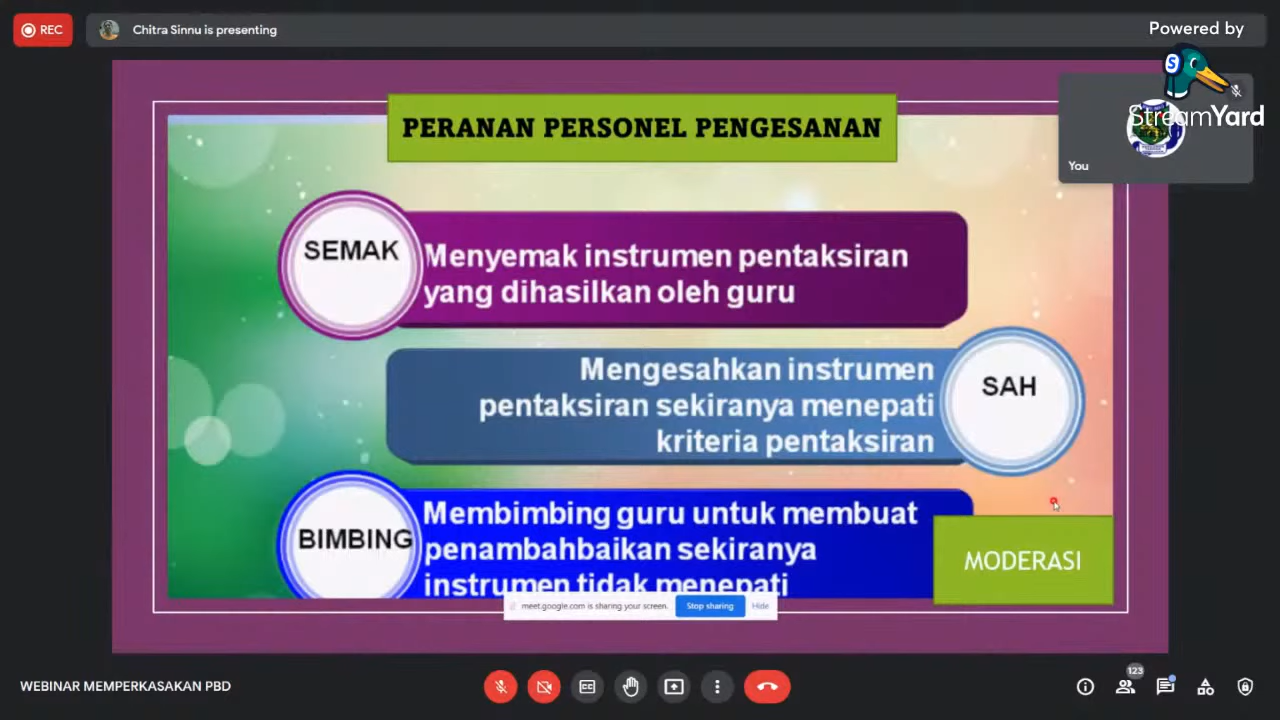 REC
Chitra Sinnu is presenting
Powered by
StreamYard
You
PERANAN PERSONEL PENGESANAN
SEMAK
Menyemak instrumen pentaksiran
yang dihasilkan oleh guru
Mengesahkan instrumen
pentaksiran sekiranya menepati
kriteria pentaksiran
SAH
BIMBING
Membimbing guru untuk membuat
penambahbaikan sekiranya
instrumen tidak menepati
MODERASI
meet.google.com is sharing your screen.
Stop sharing
Hide
WEBINAR MEMPERKASAKAN PBD
CC
123